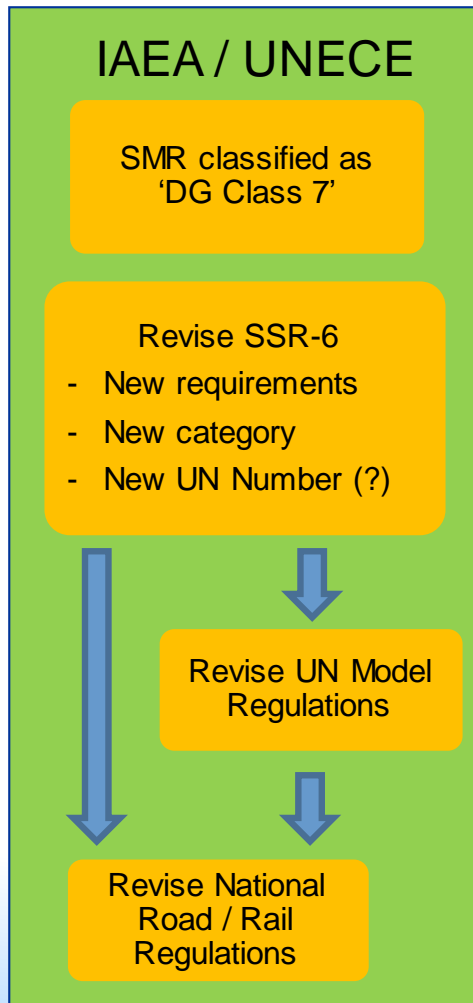 IAEA / UNECE
SMR classified as
‘DG Class 7’
Revise SSR-6
- New requirements
- New category
- New UN Number (?)
Revise UN Model
Regulations
Revise National
Road / Rail
Regulations